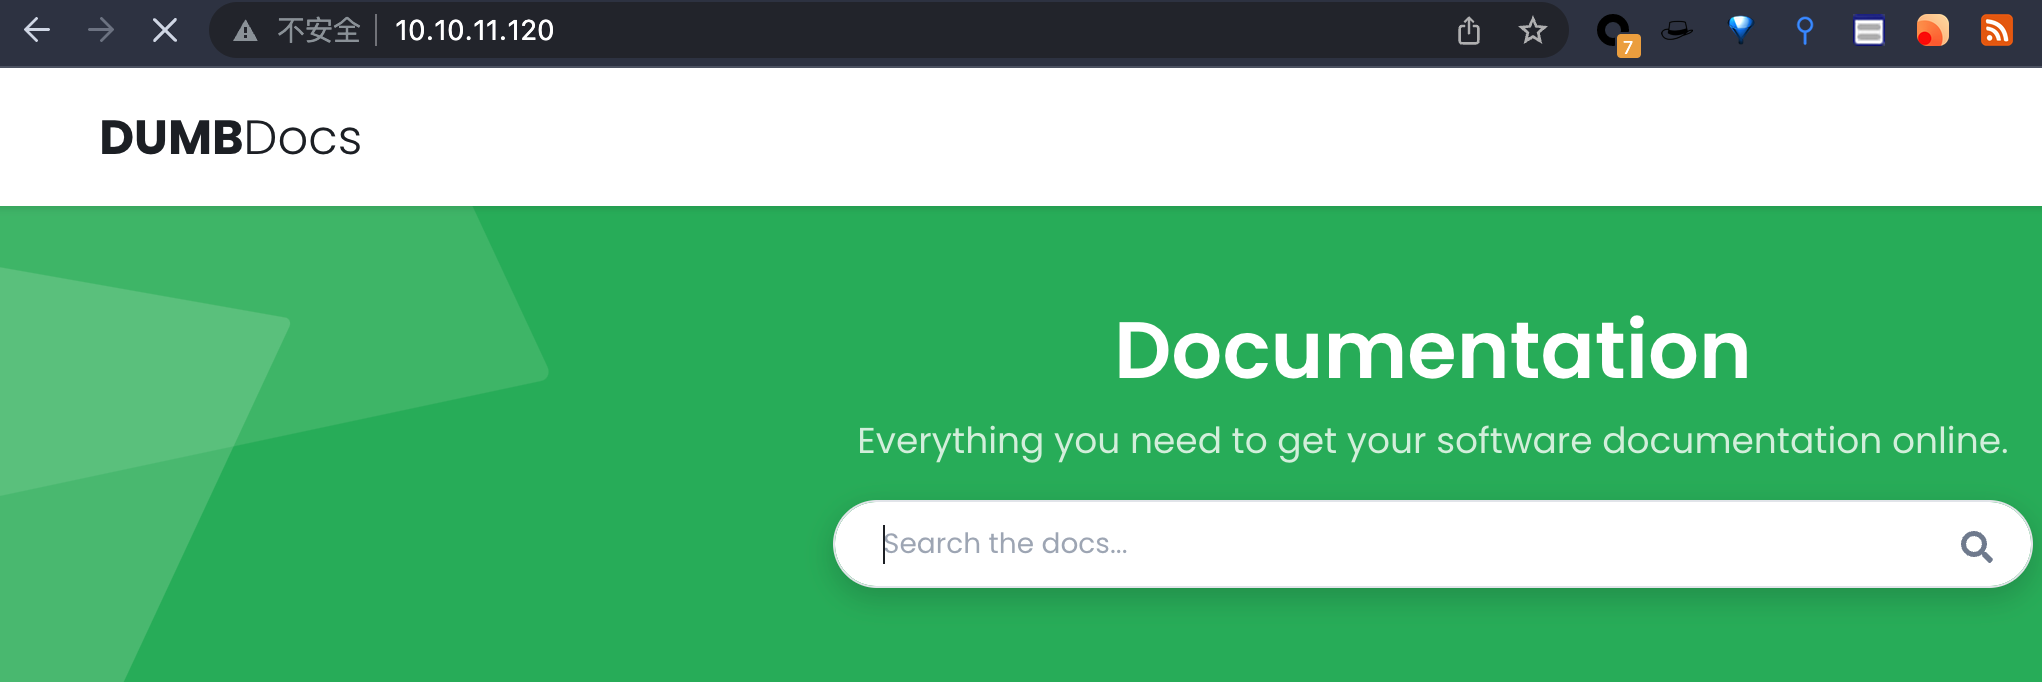 不安全 10.10.11.120
7
DUMBDocs
Documentation
Everything you need to get your software documentation online.
Search the docs...